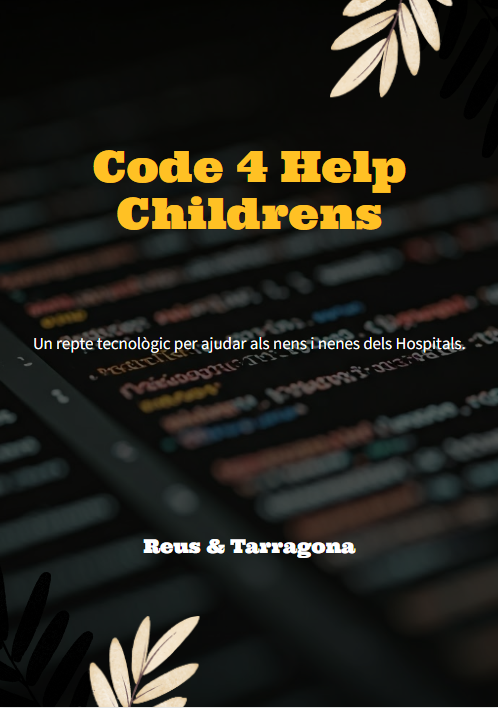 Code 4 Help
Childrens
Un repte tecnològic per ajudar als nens i nenes dels Hospitals.
Reus & Tarragona